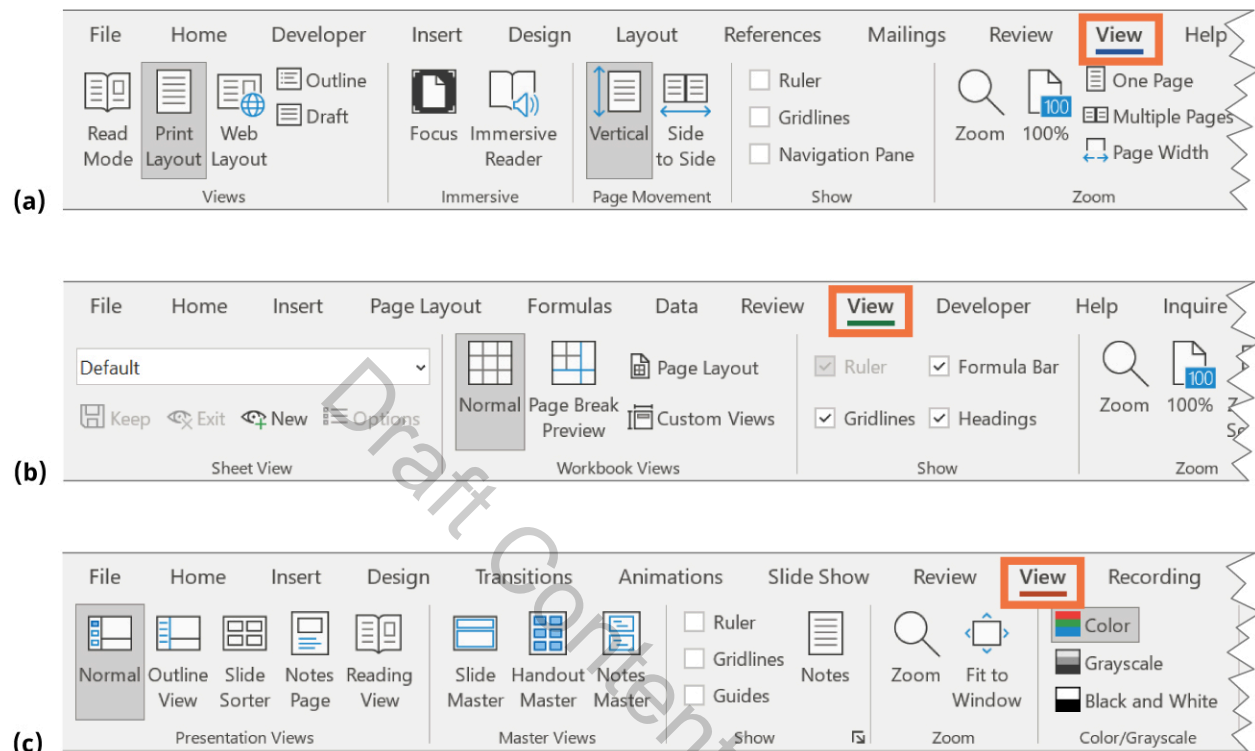 File Home Developer Insert Design Layout References Mailings Review View Help
Read Mode Print Layout Web Layout Outline Draft Focus Immersive Reader Vertical Side to Side Ruler Gridlines Navigation Pane Zoom 100 100% One Page Multiple Pages Page Width
(a) Views Immersive Page Movement Show Zoom
File Home Insert Page Layout Formulas Data Review View Developer Help Inquire
Default Normal Page Break Preview Page Layout Ruler Formula Bar Zoom 100 100%
Keep Exit New Options Custom Views Gridlines Headings
(b) Sheet View Workbook Views Show Zoom
File Home Insert Design Transitions Animations Slide Show Review View Recording
Normal Outline View Slide Sorter Notes Page Reading View Slide Master Handout Master Notes Master Ruler Gridlines Guides Notes Zoom Fit to Window Color Grayscale Black and White
(c) Presentation Views Master Views Show Zoom Color/Grayscale
Draft Content